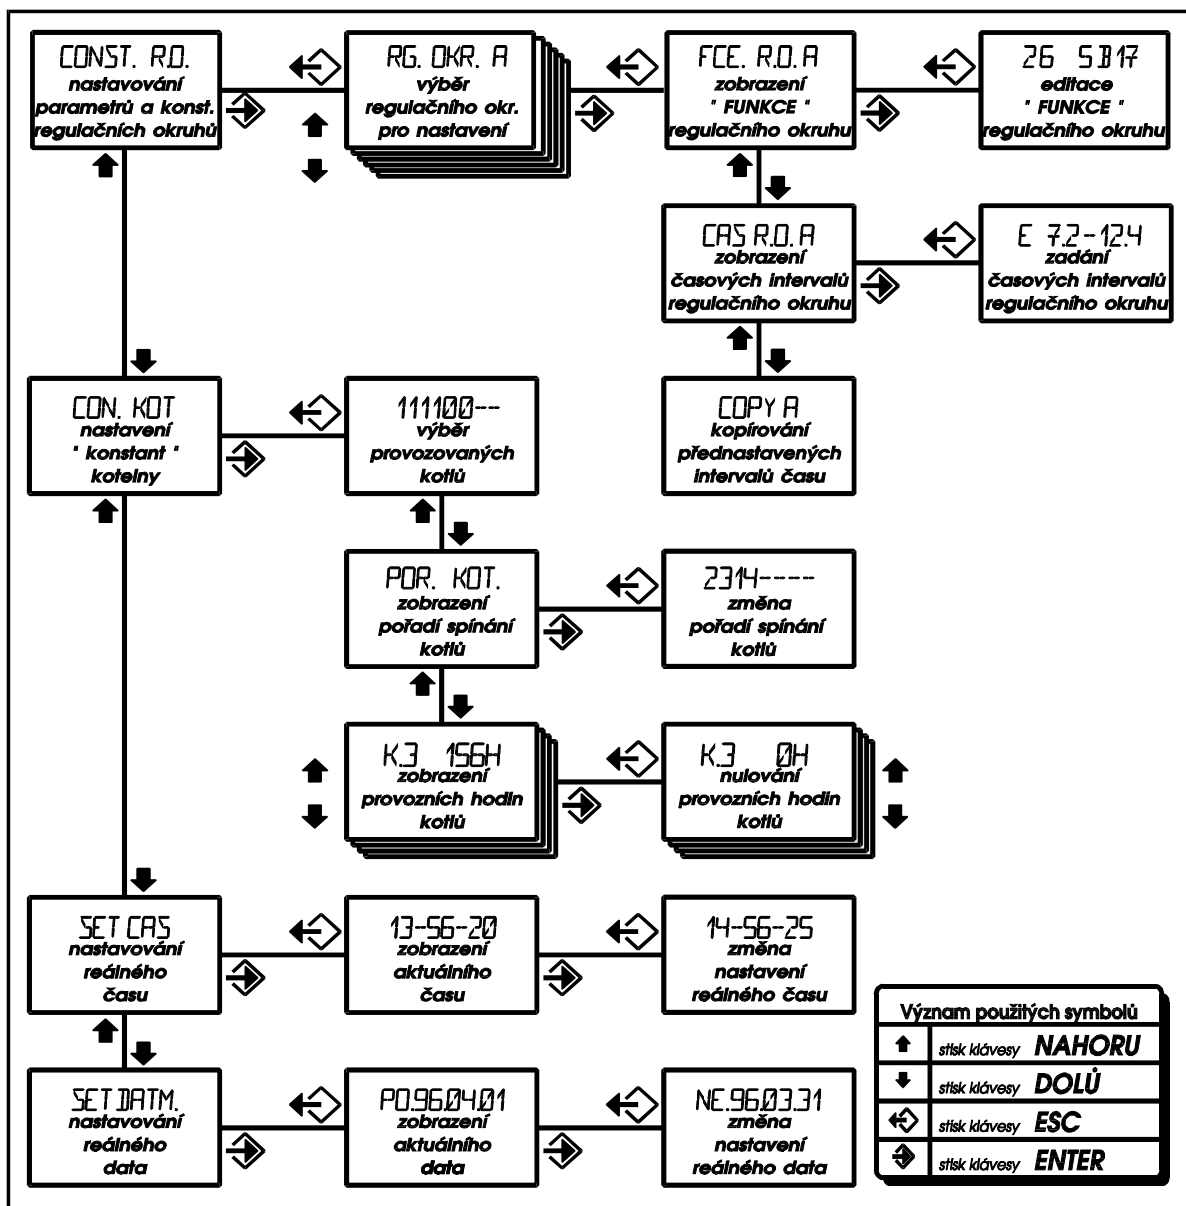 CONST. R.O.
nastavování
parametrů a konst.
regulačních okruhů
RG. OKR. A
výběr
regulačního okr.
pro nastavení
FCE. R.O. A
zobrazení
" FUNKCE "
regulačního okruhu
26 SB17
editace
" FUNKCE "
regulačního okruhu
CAS R.O. A
zobrazení
časových intervalů
regulačního okruhu
E 7.2-12.4
zadání
časových intervalů
regulačního okruhu
CON. KOT
nastavení
" konstant "
kotelny
111100--
výběr
provozovaných
kotlů
COPY A
kopírování
přednastavených
intervalů času
POR. KOT.
zobrazení
pořadí spínání
kotlů
2314----
změna
pořadí spínání
kotlů
K.3 156H
zobrazení
provozních hodin
kotlů
K.3 0H
nulování
provozních hodin
kotlů
SET CAS
nastavování
reálného
času
13-56-20
zobrazení
aktuálního
času
14-56-25
změna
nastavení
reálného času
SET DATM.
nastavování
reálného
data
PO.96.04.01
zobrazení
aktuálního
data
NE.96.03.31
změna
nastavení
reálného data
Význam použitých symbolů
stisk klávesy NAHORU
stisk klávesy DOLŮ
stisk klávesy ESC
stisk klávesy ENTER